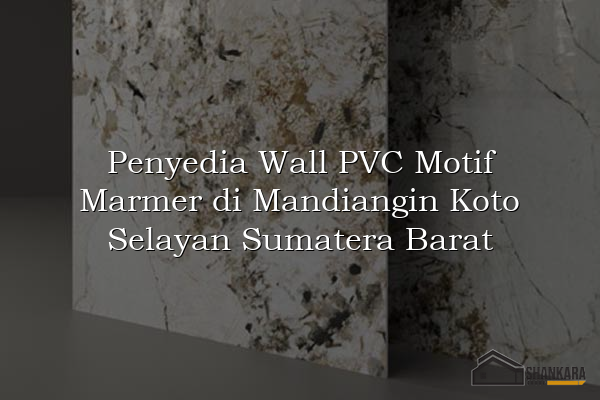 Penyedia Wall PVC Motif
Marmer di Mandiangin Koto
Selayan Sumatera Barat
SHANKARA